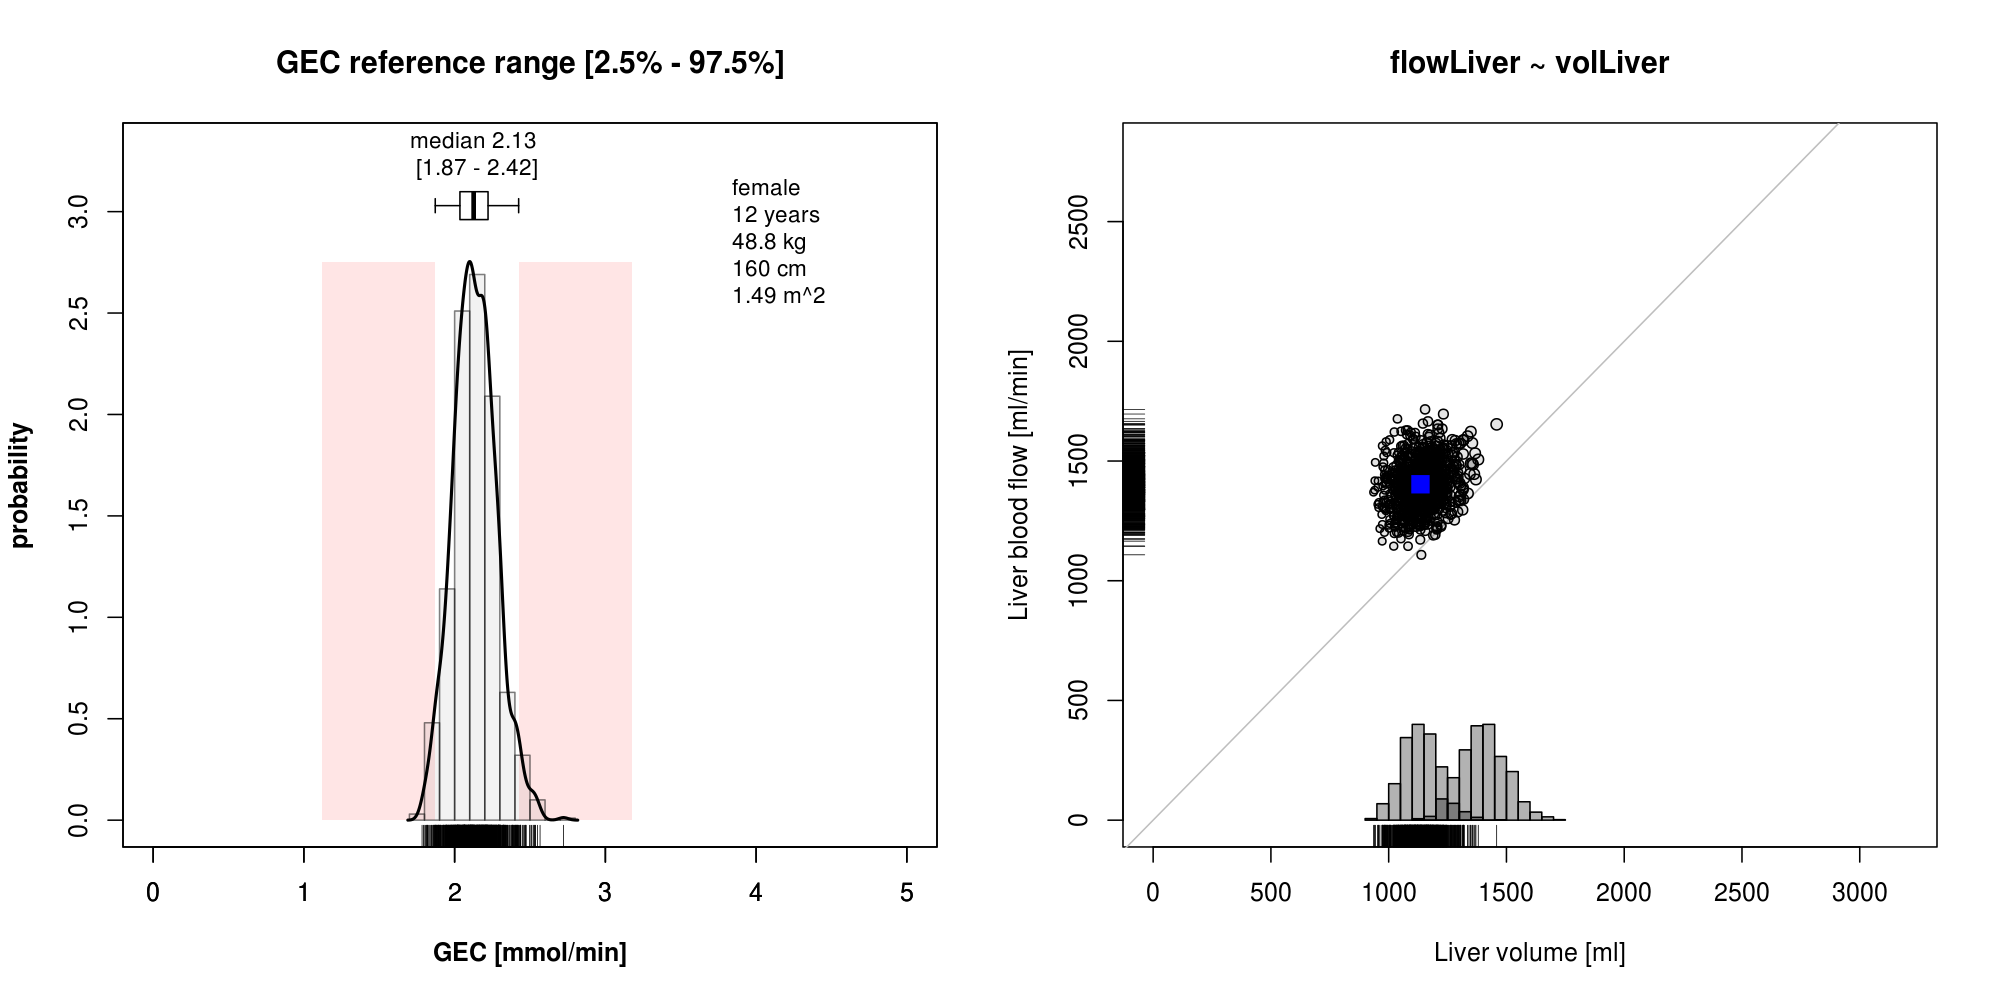 GEC reference range [2.5% - 97.5%]
median 2.13
[1.87 - 2.42]
female
12 years
48.8 kg
160 cm
1.49 m^2
probability
3.0
2.5
2.0
1.5
1.0
0.5
0.0
0 1 2 3 4 5
GEC [mmol/min]
flowLiver ~ volLiver
Liver blood flow [ml/min]
2500
2000
1500
1000
500
0
0 500 1000 1500 2000 2500 3000
Liver volume [ml]